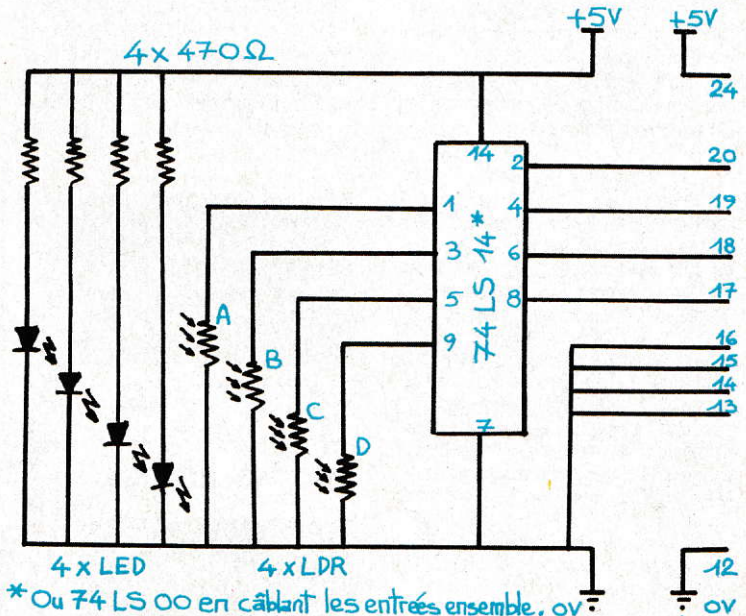 +5V +5V
4 x 470Ω
24
14
2 20
1
4 19
3
6 18
5
8 17
9
74 LS 14*
A
B
C
D
16
15
14
13
7
4 x LED 4 x LDR
12
* Ou 74 LS 00 en câblant les entrées ensemble. 0V 0V